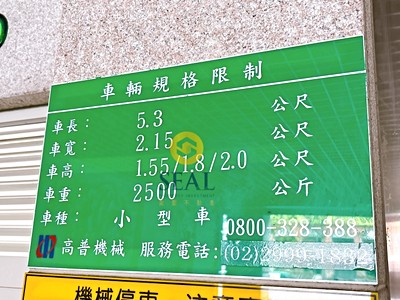 車輛規格限制
車長： 5.3 公尺
車寬： 2.15 公尺
車高： 1.55/1.8/2.0 公尺
車重： 2500 公斤
車種： 小型車
0800-328-388
高普機械 服務電話：(02)2999-1832
SEAL
機械停車